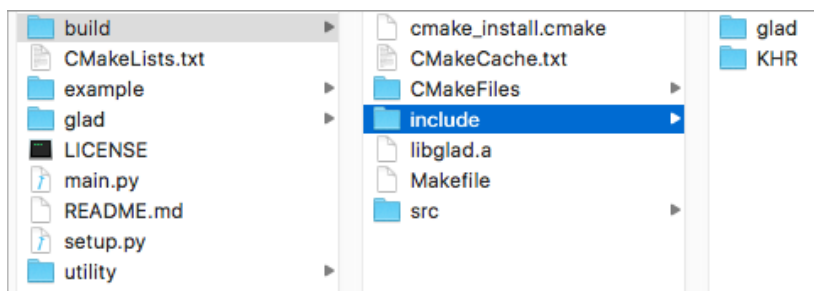 build
CMakeLists.txt
example
glad
LICENSE
main.py
README.md
setup.py
utility
cmake_install.cmake
CMakeCache.txt
CMakeFiles
include
libglad.a
Makefile
src
glad
KHR